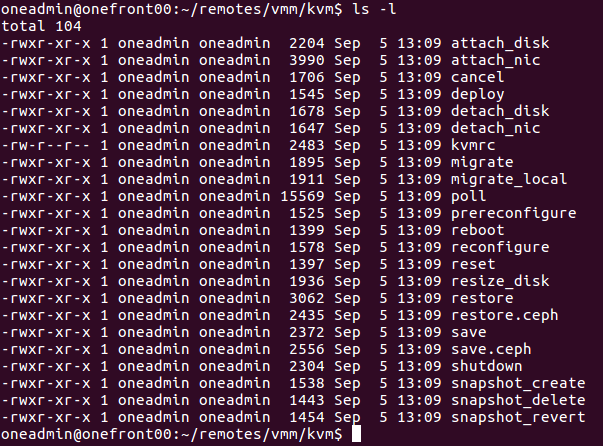 oneadmin@onefront00:~/remotes/vmm/kvm$ ls -l
total 104
-rwxr-xr-x 1 oneadmin oneadmin  2204 Sep  5 13:09 attach_disk
-rwxr-xr-x 1 oneadmin oneadmin  3990 Sep  5 13:09 attach_nic
-rwxr-xr-x 1 oneadmin oneadmin  1706 Sep  5 13:09 cancel
-rwxr-xr-x 1 oneadmin oneadmin  1545 Sep  5 13:09 deploy
-rwxr-xr-x 1 oneadmin oneadmin  1678 Sep  5 13:09 detach_disk
-rwxr-xr-x 1 oneadmin oneadmin  1647 Sep  5 13:09 detach_nic
-rw-r--r-- 1 oneadmin oneadmin  2483 Sep  5 13:09 kvmrc
-rwxr-xr-x 1 oneadmin oneadmin  1895 Sep  5 13:09 migrate
-rwxr-xr-x 1 oneadmin oneadmin  1911 Sep  5 13:09 migrate_local
-rwxr-xr-x 1 oneadmin oneadmin 15569 Sep  5 13:09 poll
-rwxr-xr-x 1 oneadmin oneadmin  1525 Sep  5 13:09 prereconfigure
-rwxr-xr-x 1 oneadmin oneadmin  1399 Sep  5 13:09 reboot
-rwxr-xr-x 1 oneadmin oneadmin  1578 Sep  5 13:09 reconfigure
-rwxr-xr-x 1 oneadmin oneadmin  1397 Sep  5 13:09 reset
-rwxr-xr-x 1 oneadmin oneadmin  1936 Sep  5 13:09 resize_disk
-rwxr-xr-x 1 oneadmin oneadmin  3062 Sep  5 13:09 restore
-rwxr-xr-x 1 oneadmin oneadmin  2435 Sep  5 13:09 restore.ceph
-rwxr-xr-x 1 oneadmin oneadmin  2372 Sep  5 13:09 save
-rwxr-xr-x 1 oneadmin oneadmin  2556 Sep  5 13:09 save.ceph
-rwxr-xr-x 1 oneadmin oneadmin  2304 Sep  5 13:09 shutdown
-rwxr-xr-x 1 oneadmin oneadmin  1538 Sep  5 13:09 snapshot_create
-rwxr-xr-x 1 oneadmin oneadmin  1443 Sep  5 13:09 snapshot_delete
-rwxr-xr-x 1 oneadmin oneadmin  1454 Sep  5 13:09 snapshot_revert
oneadmin@onefront00:~/remotes/vmm/kvm$